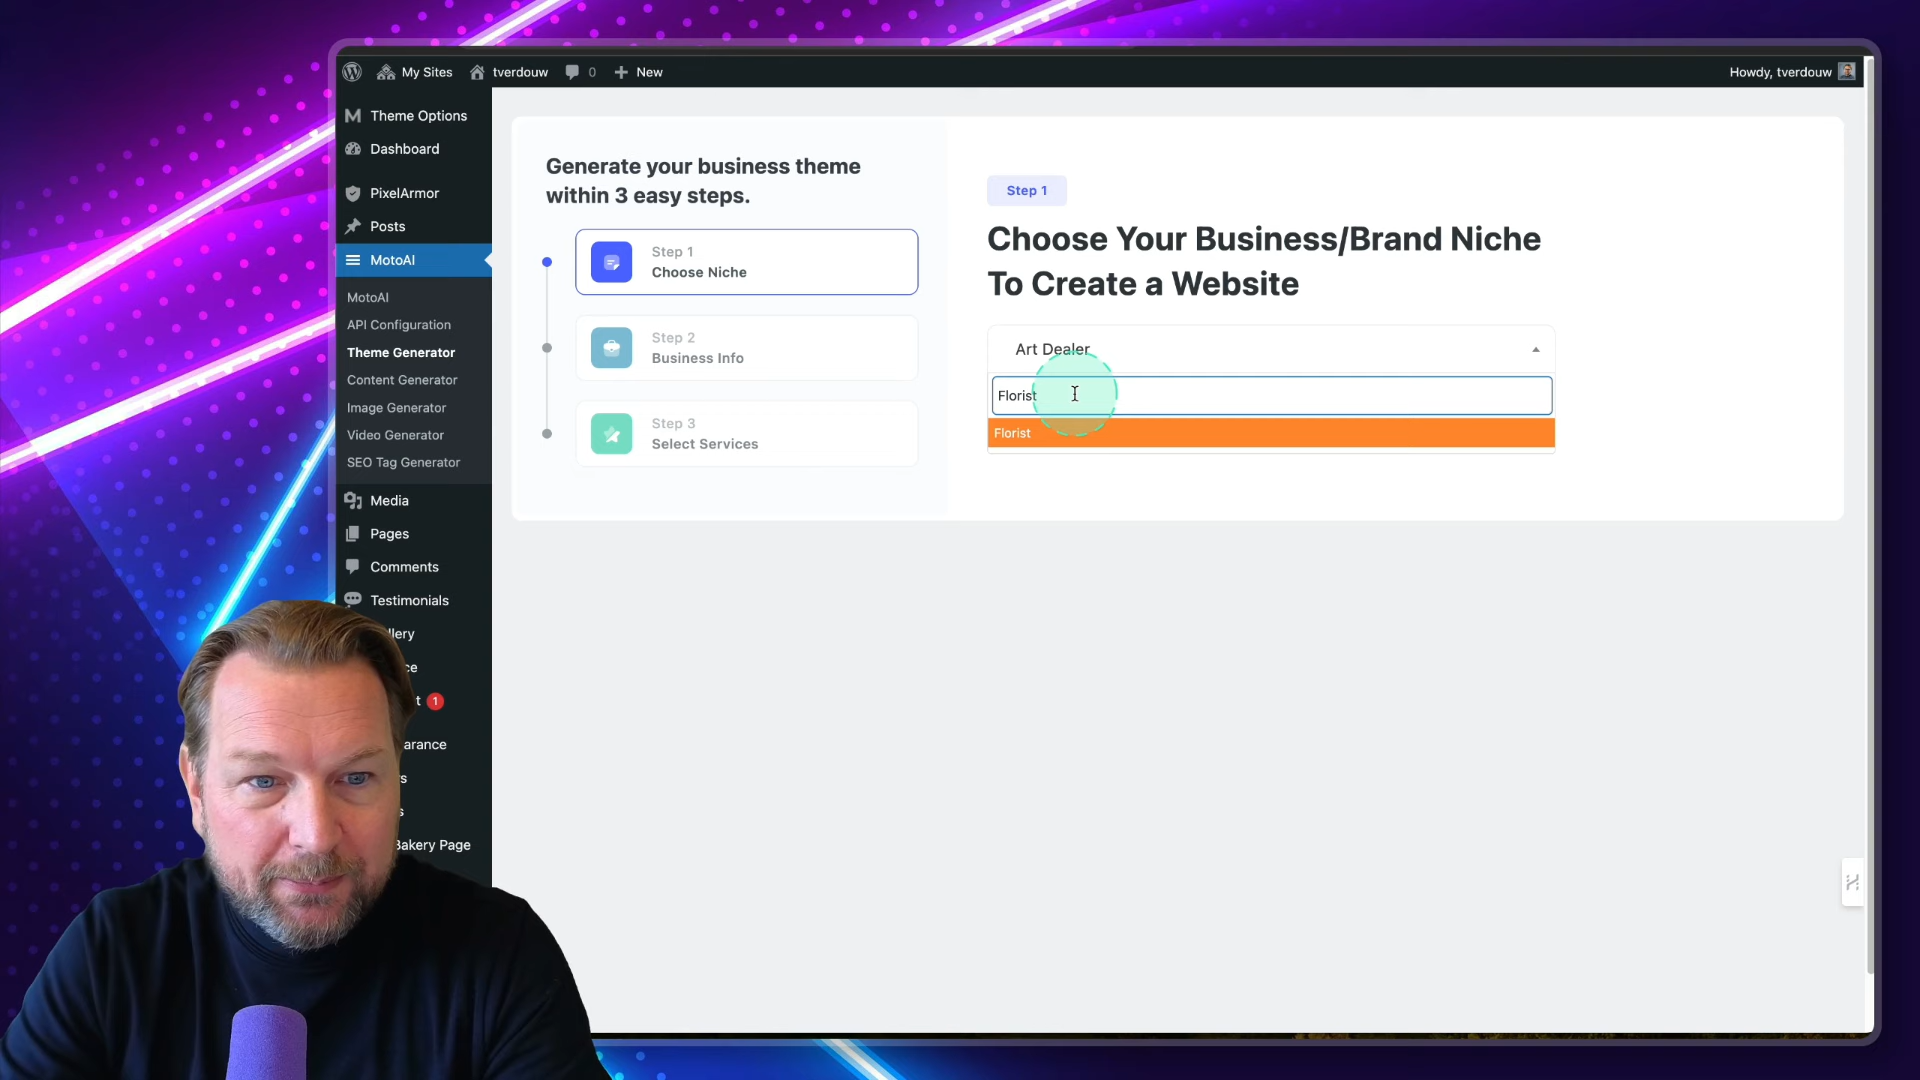 My Sites
tverdouw
0
New
Howdy, tverdouw
Theme Options
Dashboard
PixelArmor
Posts
MotoAI
MotoAI
API Configuration
Theme Generator
Content Generator
Image Generator
Video Generator
SEO Tag Generator
Media
Pages
Comments
Testimonials
llery
ce
t 1
arance
rs
s
Bakery Page
Generate your business theme
within 3 easy steps.
Step 1
Choose Niche
Step 2
Business Info
Step 3
Select Services
Step 1
Choose Your Business/Brand Niche
To Create a Website
Art Dealer
Florist
Florist